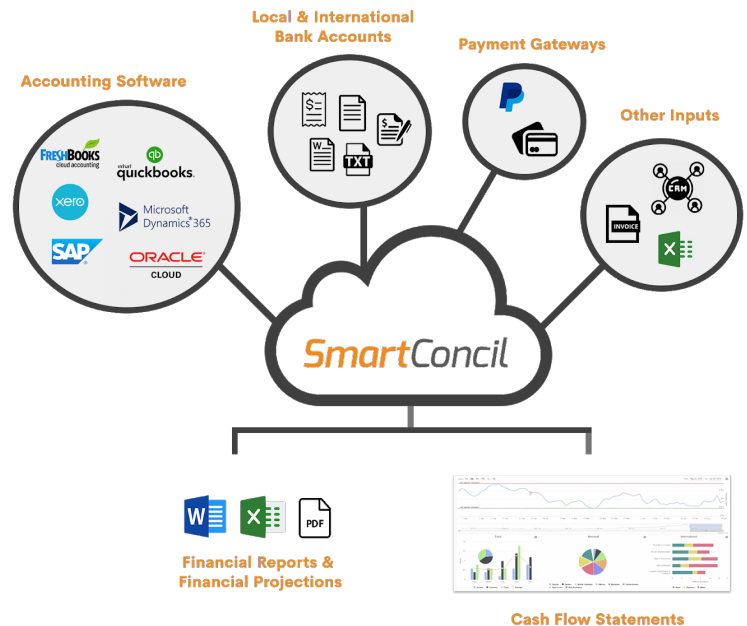 Local & International
Bank Accounts
Payment Gateways
Accounting Software
Other Inputs
FRESHBOOKS
cloud accounting
qb
intuit
quickbooks.
xero
Microsoft
Dynamics 365
SAP
ORACLE
CLOUD
$
$
W
TXT
P
CRM
INVOICE
X
SmartConcil
W
X
PDF
Financial Reports &
Financial Projections
Cash Flow Statements